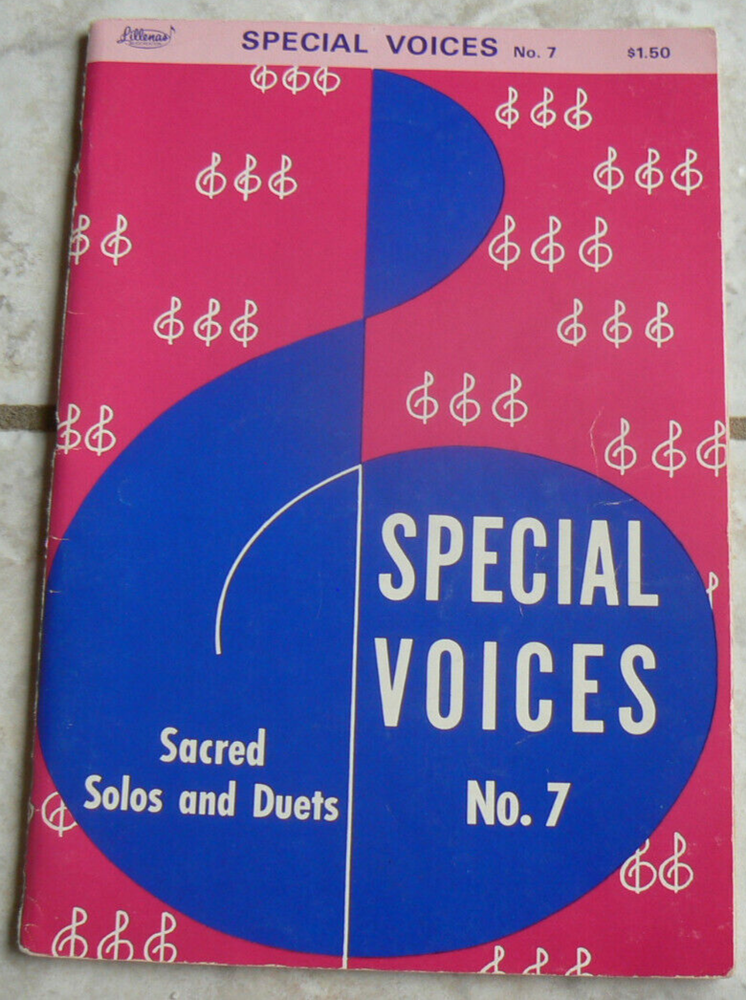 Lillenas
SPECIAL VOICES No. 7 $1.50
SPECIAL
VOICES
No. 7
Sacred
Solos and Duets